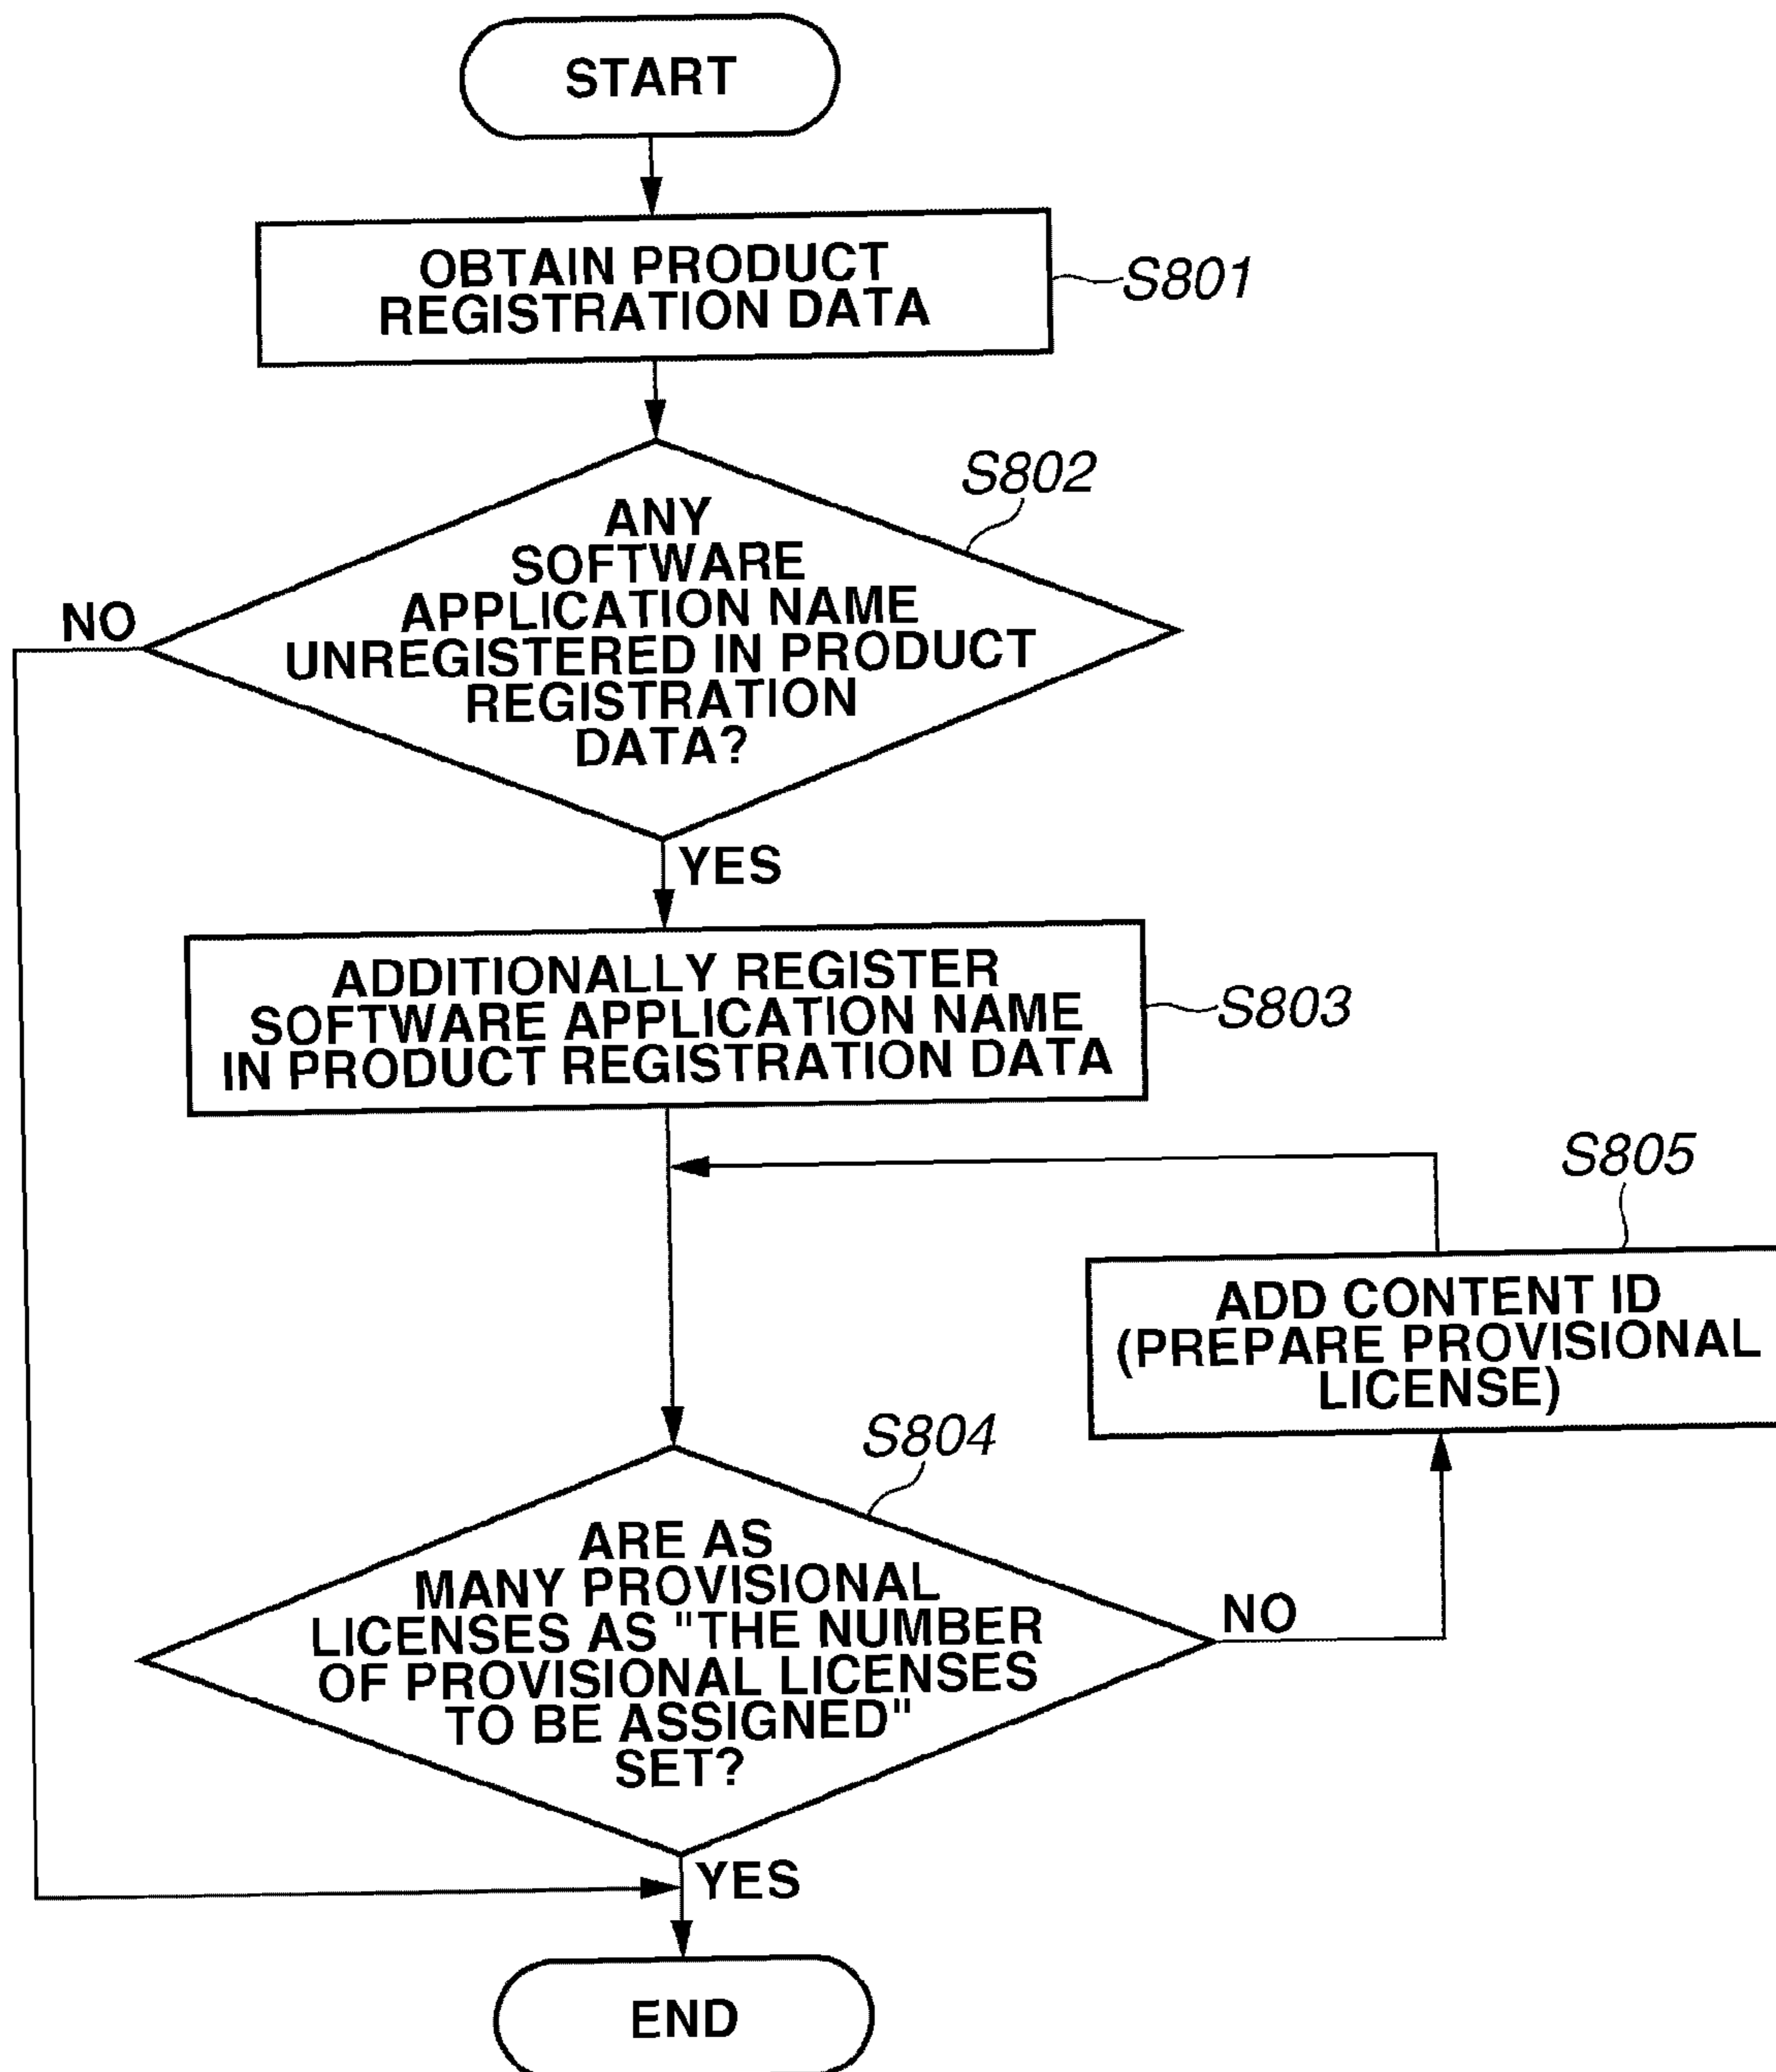 START
OBTAIN PRODUCT
REGISTRATION DATA
S801
S802
ANY
SOFTWARE
APPLICATION NAME
UNREGISTERED IN PRODUCT
REGISTRATION
DATA?
NO
YES
ADDITIONALLY REGISTER
SOFTWARE APPLICATION NAME
IN PRODUCT REGISTRATION DATA
S803
S805
ADD CONTENT ID
(PREPARE PROVISIONAL
LICENSE)
S804
ARE AS
MANY PROVISIONAL
LICENSES AS "THE NUMBER
OF PROVISIONAL LICENSES
TO BE ASSIGNED"
SET?
NO
YES
END